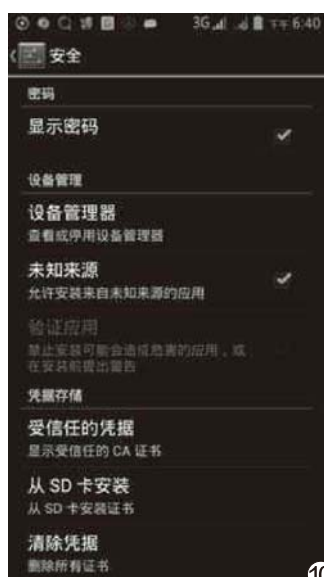 3G 下午 6:40
安全
密码
显示密码
设备管理
设备管理器
查看或停用设备管理器
未知来源
允许安装来自未知来源的应用
验证应用
禁止安装可能会造成危害的应用，或
在安装前提出警告
凭据存储
受信任的凭据
显示受信任的 CA 证书
从 SD 卡安装
从 SD 卡安装证书
清除凭据
删除所有证书